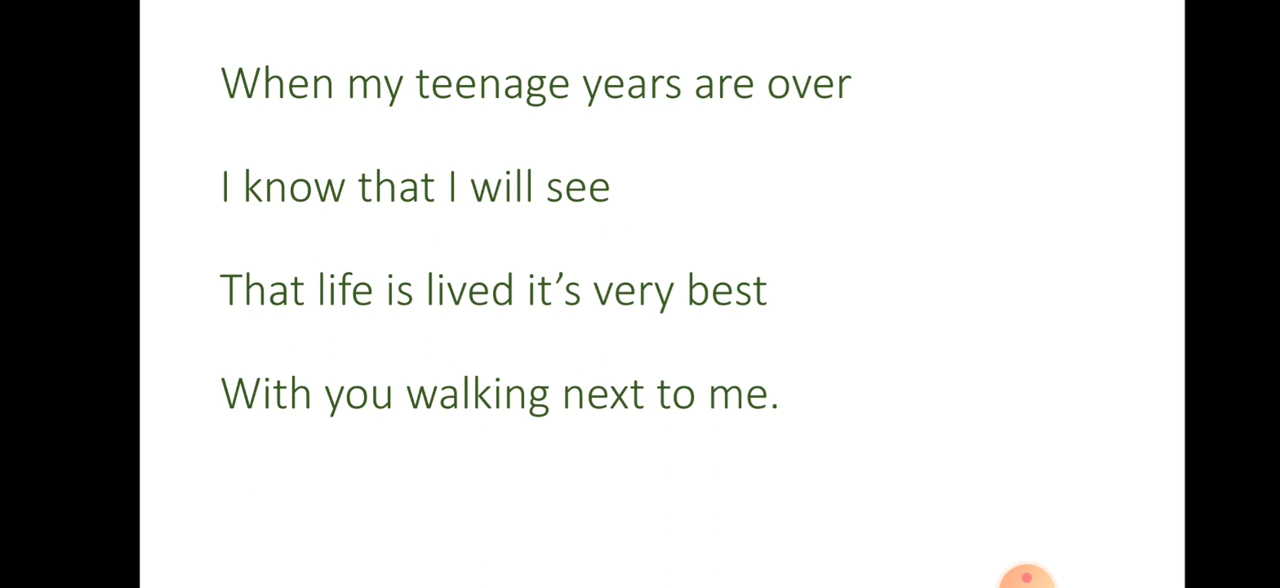 When my teenage years are over
I know that I will see
That life is lived it’s very best
With you walking next to me.